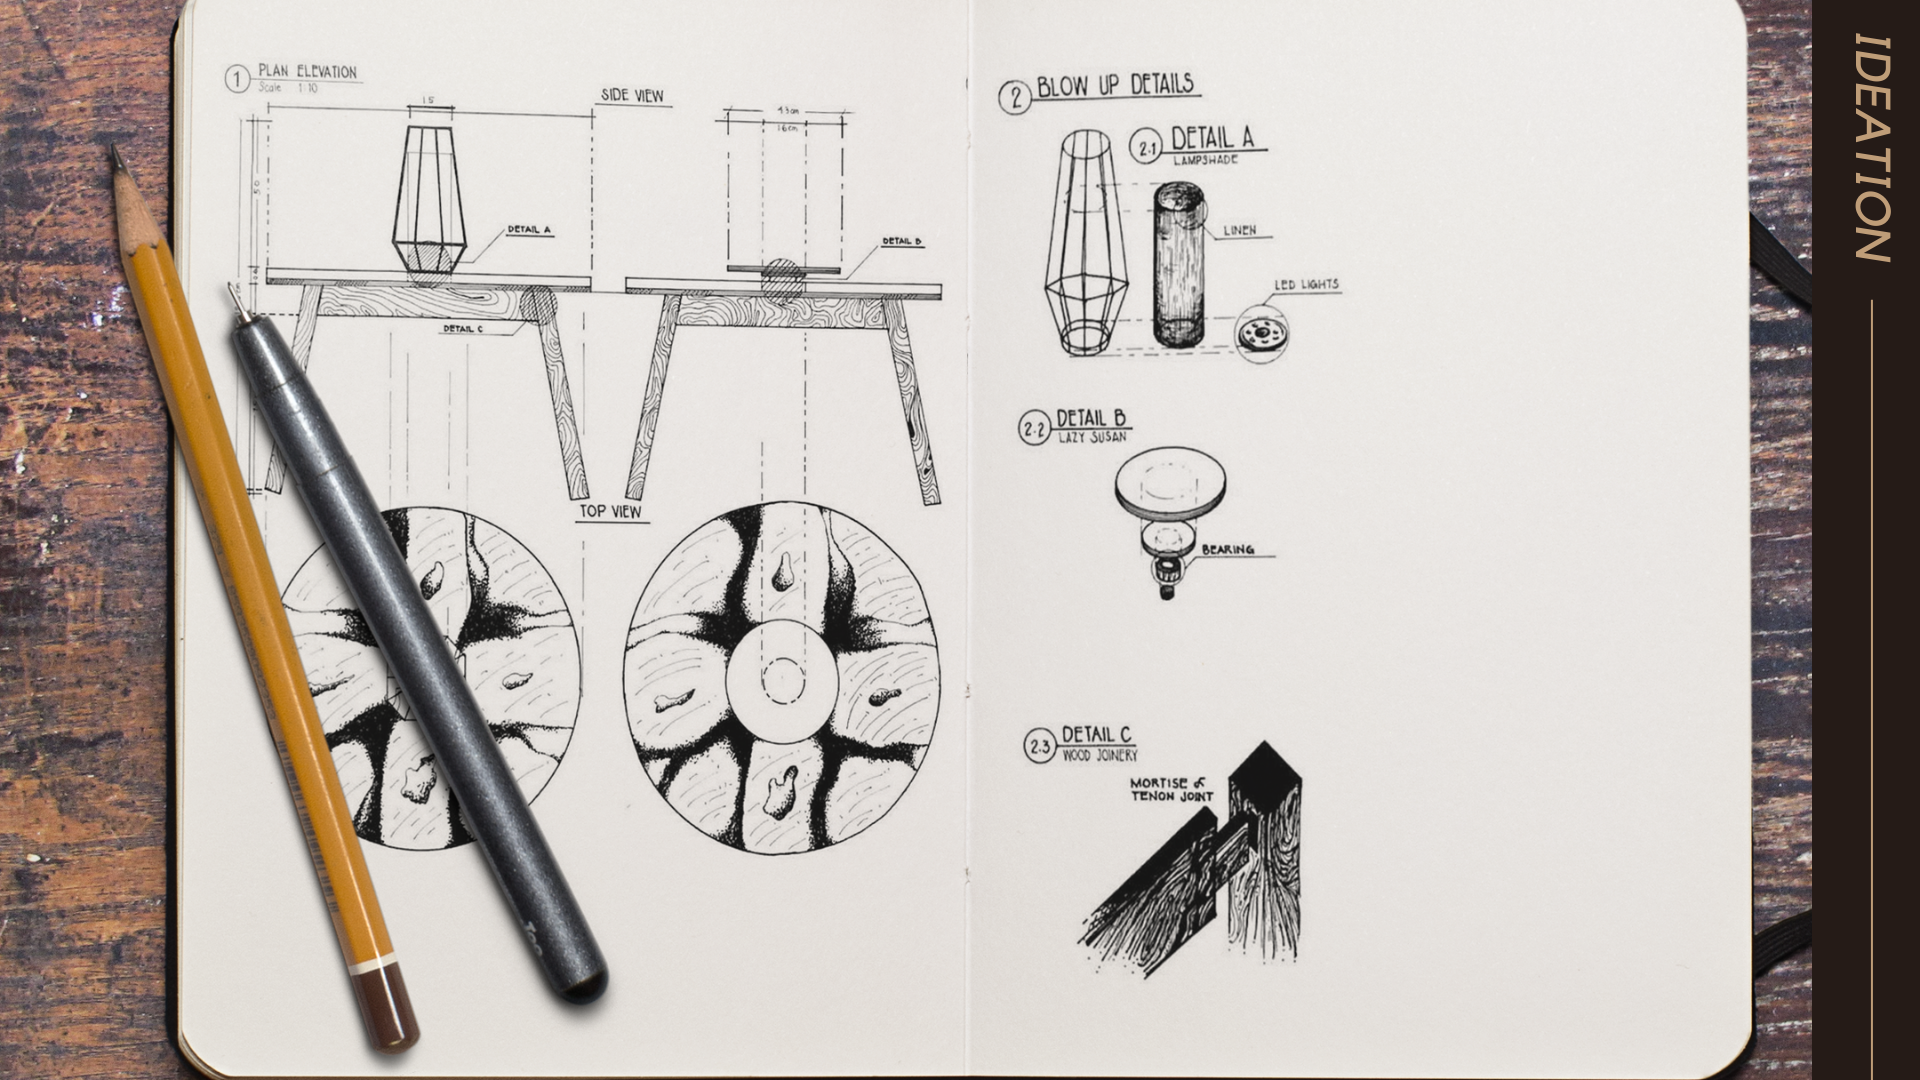 1 PLAN ELEVATION
Scale 1:10
15
SIDE VIEW
43cm
16cm
50
DETAIL A
DETAIL B
DETAIL C
TOP VIEW
2 BLOW UP DETAILS
2.1 DETAIL A
LAMPSHADE
LINEN
LED LIGHTS
2.2 DETAIL B
LAZY SUSAN
BEARING
2.3 DETAIL C
WOOD JOINERY
MORTISE &
TENON JOINT
IDEATION